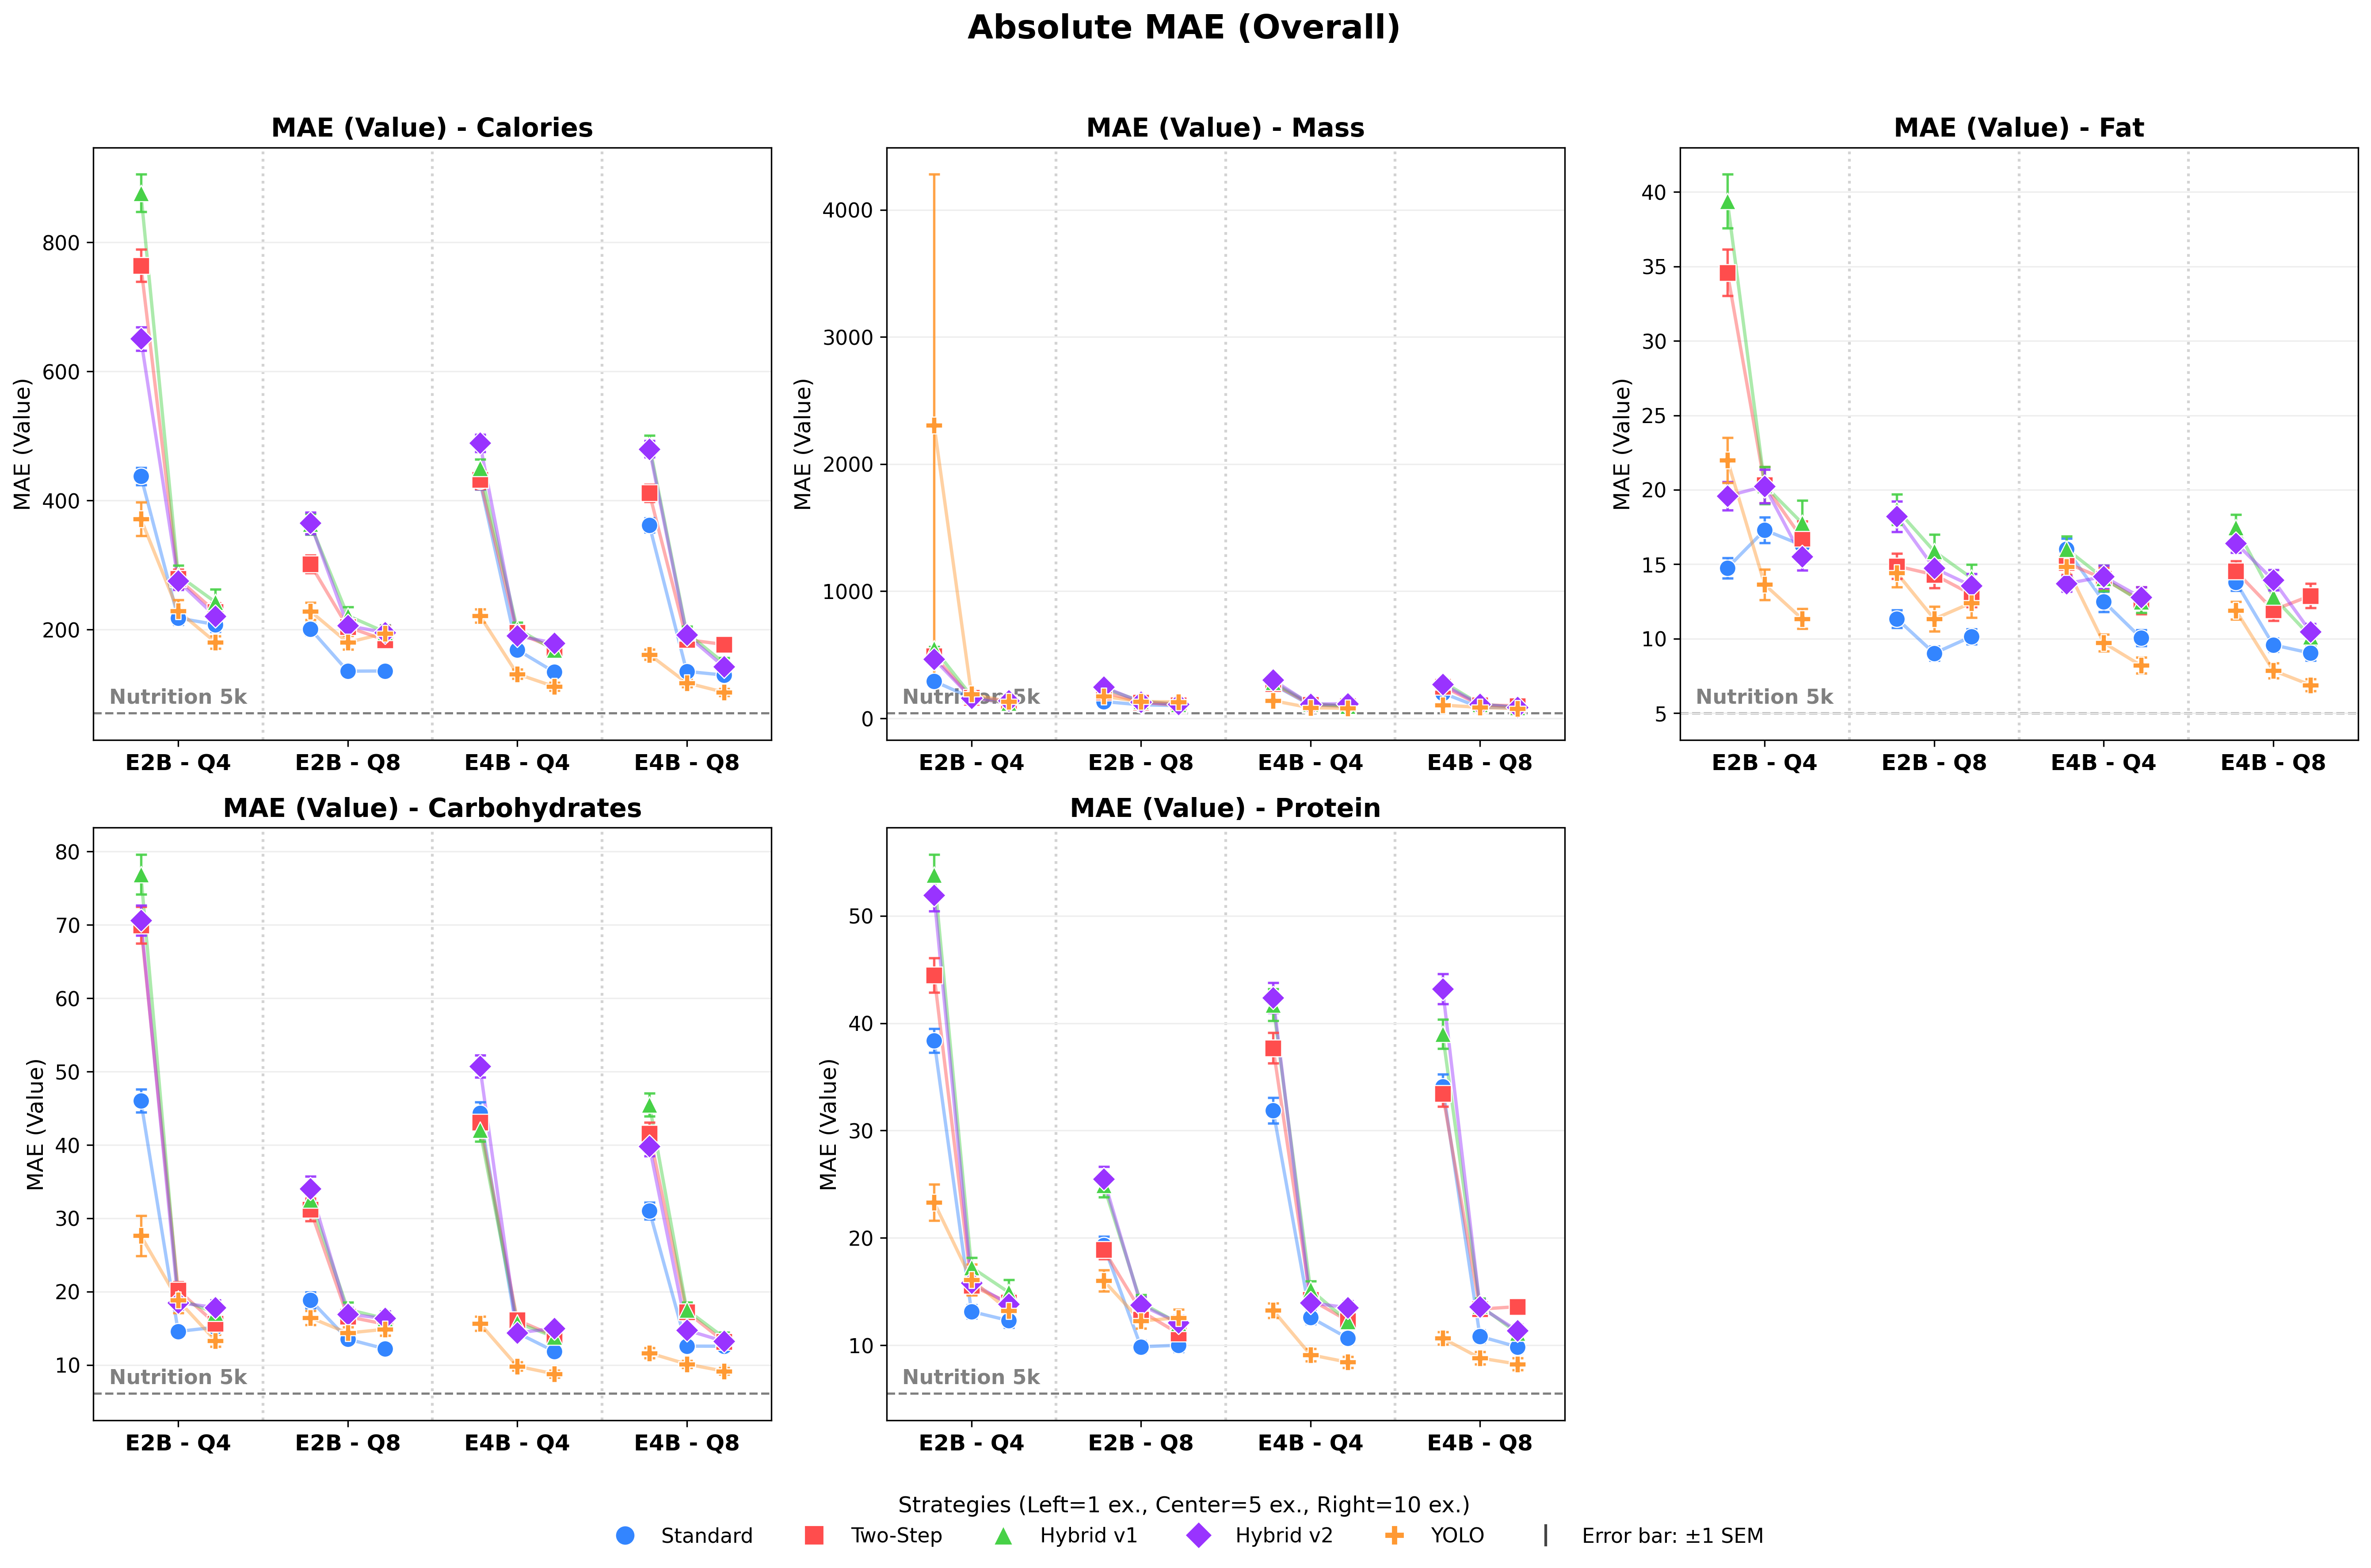 Absolute MAE (Overall)
MAE (Value) - Calories
MAE (Value)
800
600
400
200
Nutrition 5k
E2B - Q4 E2B - Q8 E4B - Q4 E4B - Q8
MAE (Value) - Mass
MAE (Value)
4000
3000
2000
1000
0
Nutrition 5k
E2B - Q4 E2B - Q8 E4B - Q4 E4B - Q8
MAE (Value) - Fat
MAE (Value)
40
35
30
25
20
15
10
5
Nutrition 5k
E2B - Q4 E2B - Q8 E4B - Q4 E4B - Q8
MAE (Value) - Carbohydrates
MAE (Value)
80
70
60
50
40
30
20
10
Nutrition 5k
E2B - Q4 E2B - Q8 E4B - Q4 E4B - Q8
MAE (Value) - Protein
MAE (Value)
50
40
30
20
10
Nutrition 5k
E2B - Q4 E2B - Q8 E4B - Q4 E4B - Q8
Strategies (Left=1 ex., Center=5 ex., Right=10 ex.)
Standard Two-Step Hybrid v1 Hybrid v2 YOLO Error bar: ±1 SEM